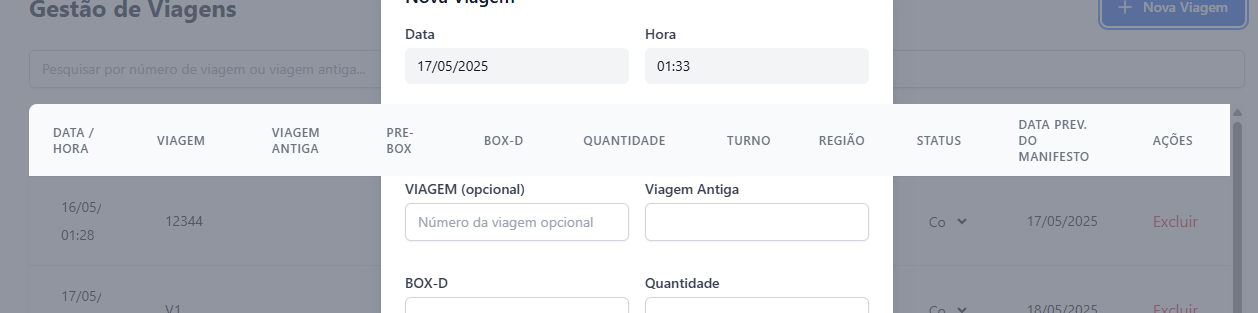 Gestão de Viagens
Nova Viagem
+ Nova Viagem
Data
Hora
17/05/2025
01:33
Pesquisar por número de viagem ou viagem antiga...
DATA / HORA
VIAGEM
VIAGEM ANTIGA
PRE-BOX
BOX-D
QUANTIDADE
TURNO
REGIÃO
STATUS
DATA PREV. DO MANIFESTO
AÇÕES
VIAGEM (opcional)
Viagem Antiga
Número da viagem opcional
16/05/
01:28
12344
Co
17/05/2025
Excluir
BOX-D
Quantidade
17/05/
V1
Co
18/05/2025
Excluir